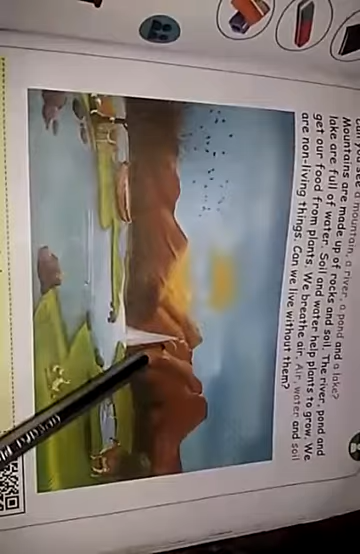 see a mountain, a river, a pond and a lake?
Mountains are made up of rocks and soil. The river, pond and
lake are full of water. Soil and water help plants to grow. We
get our food from plants. We breathe air. Air, water and soil
are non-living things. Can we live without them?